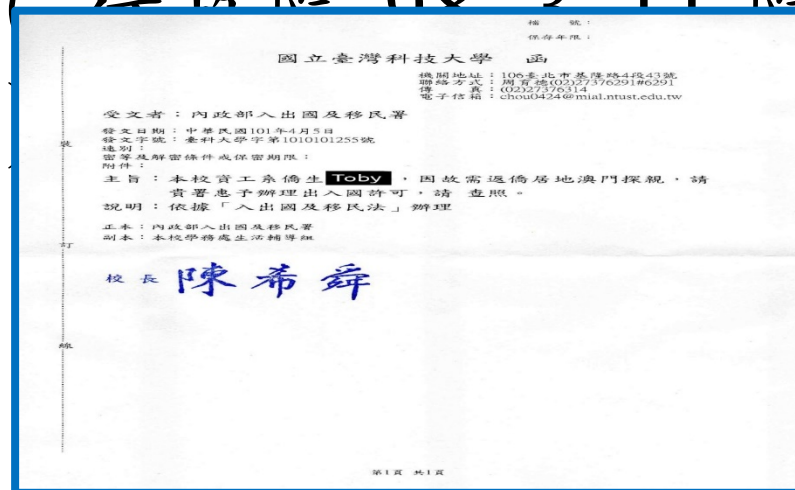 檔　　號：
保存年限：
國立臺灣科技大學　函
機關地址：106臺北市基隆路4段43號
聯絡方式：周育德(02)27376291#6291
傳　　真：(02)27376314
電子信箱：chou0424@mial.ntust.edu.tw
受文者：內政部入出國及移民署
發文日期：中華民國101年4月5日
發文字號：臺科大學字第1010101255號
速別：
密等及解密條件或保密期限：
附件：
主旨：本校資工系僑生 Toby ，因故需返僑居地澳門探親，請
貴署惠予辦理出入國許可，請 查照。
說明：依據「入出國及移民法」辦理
正本：內政部入出國及移民署
副本：本校學務處生活輔導組
校長 陳希舜
裝
訂
線
第1頁 共1頁